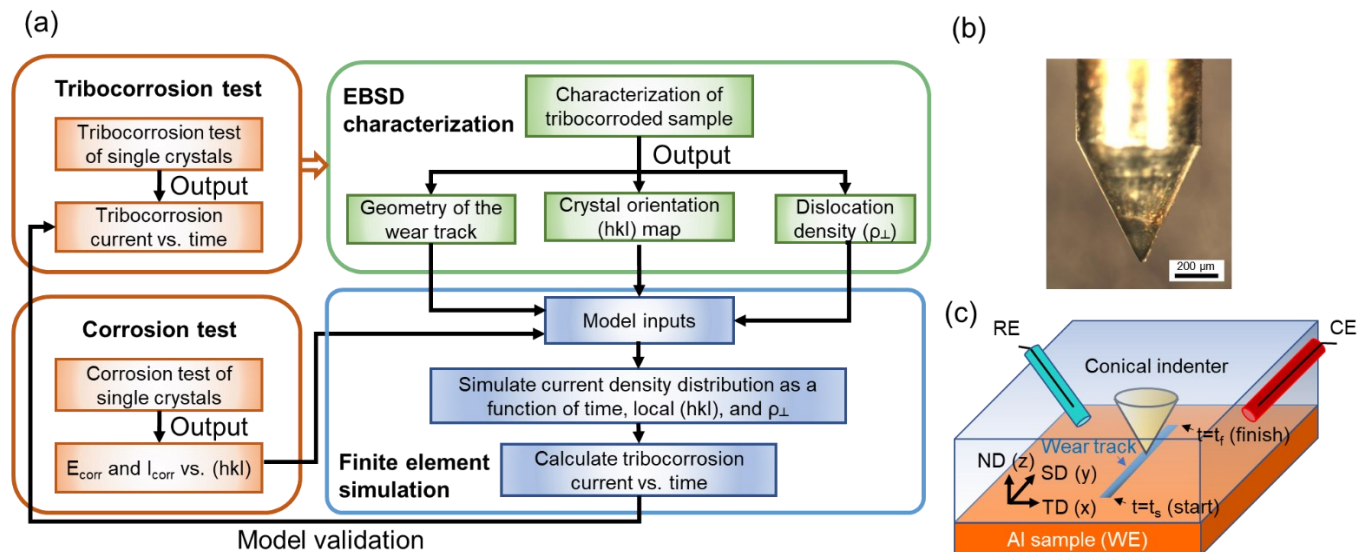 (a)
Tribocorrosion test
Tribocorrosion test
of single crystals
Output
Tribocorrosion
current vs. time
EBSD
characterization
Characterization of
tribocorroded sample
Output
Geometry of the
wear track
Crystal orientation
(hkl) map
Dislocation
density (ρ⊥)
Corrosion test
Corrosion test of
single crystals
Output
E_corr and I_corr vs. (hkl)
Model inputs
Simulate current density distribution as a
function of time, local (hkl), and ρ⊥
Finite element
simulation
Calculate tribocorrosion
current vs. time
Model validation
(b)
200 μm
(c)
RE
CE
Conical indenter
Wear track
t=t_f (finish)
ND (z)
SD (y)
TD (x)
t=t_s (start)
Al sample (WE)